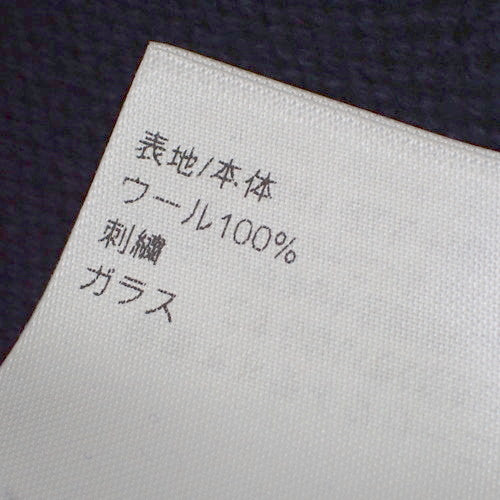 表地/本体
ウール100%
刺繍
ガラス